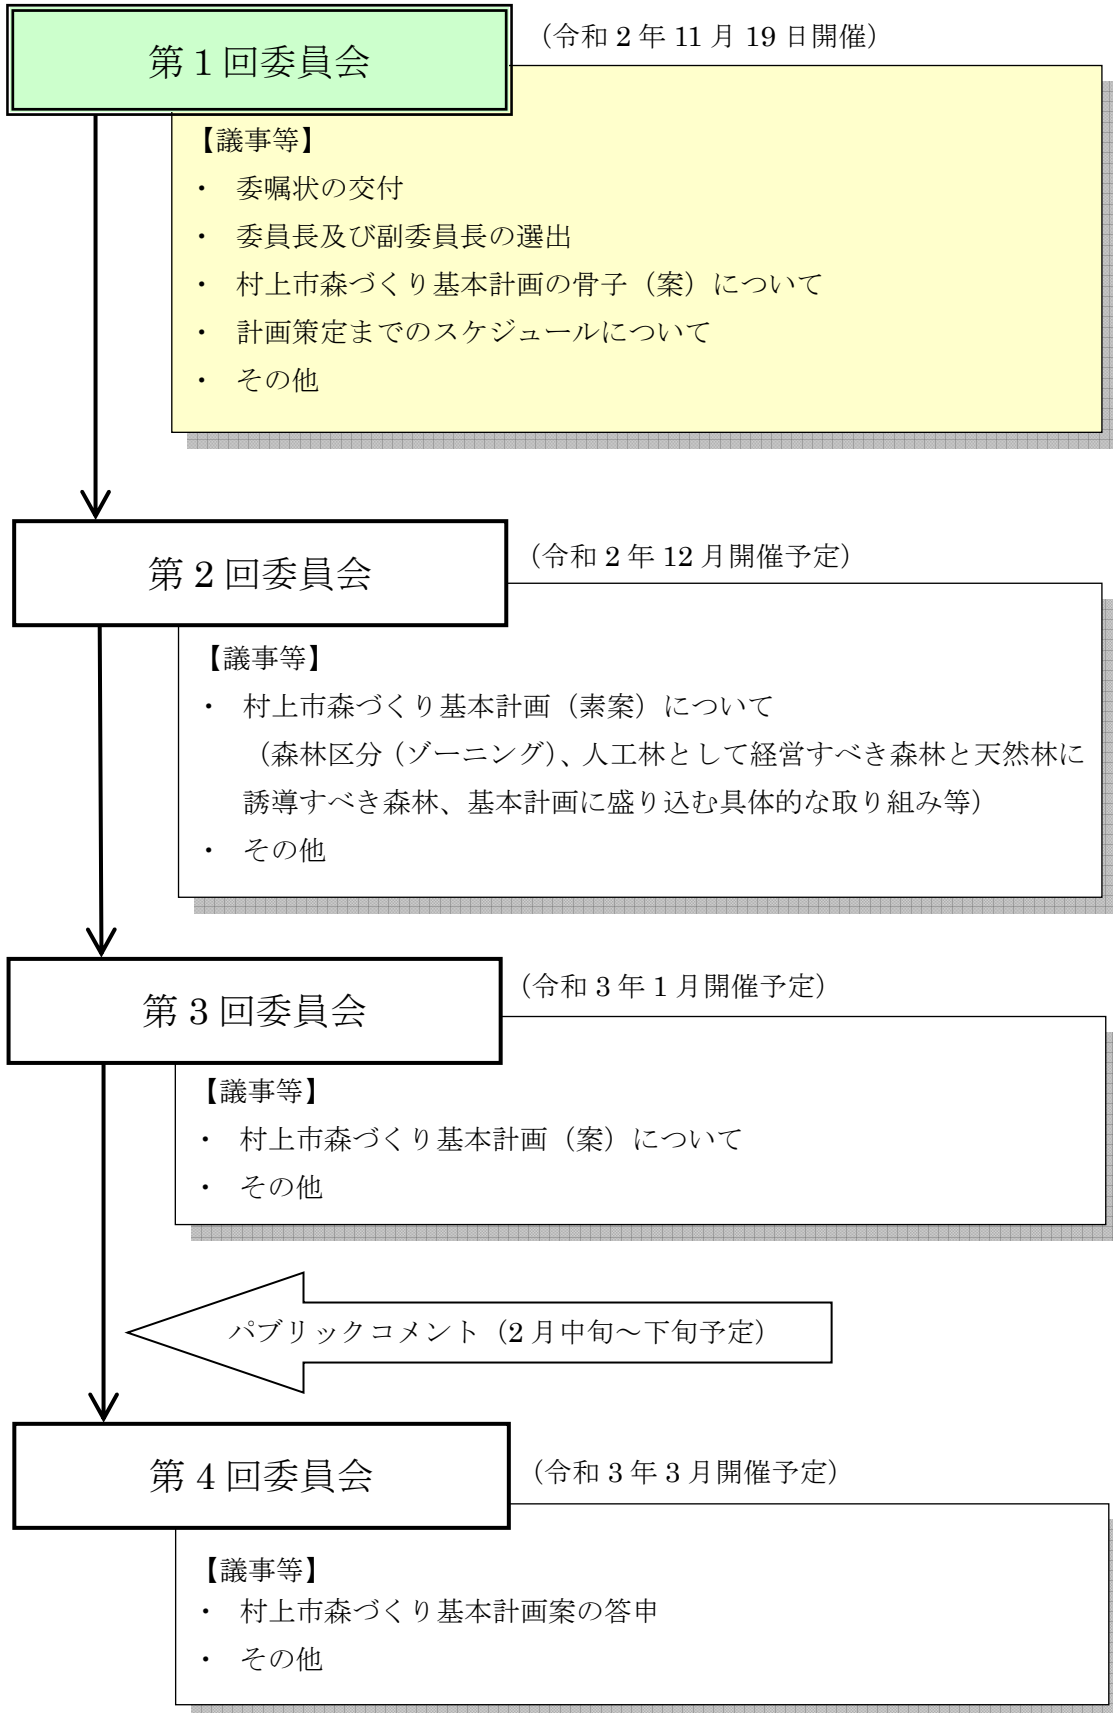 第1回委員会
（令和2年11月19日開催）
【議事等】
・ 委嘱状の交付
・ 委員長及び副委員長の選出
・ 村上市森づくり基本計画の骨子（案）について
・ 計画策定までのスケジュールについて
・ その他
第2回委員会
（令和2年12月開催予定）
【議事等】
・ 村上市森づくり基本計画（素案）について
（森林区分（ゾーニング）、人工林として経営すべき森林と天然林に
誘導すべき森林、基本計画に盛り込む具体的な取り組み等）
・ その他
第3回委員会
（令和3年1月開催予定）
【議事等】
・ 村上市森づくり基本計画（案）について
・ その他
パブリックコメント（2月中旬～下旬予定）
第4回委員会
（令和3年3月開催予定）
【議事等】
・ 村上市森づくり基本計画案の答申
・ その他